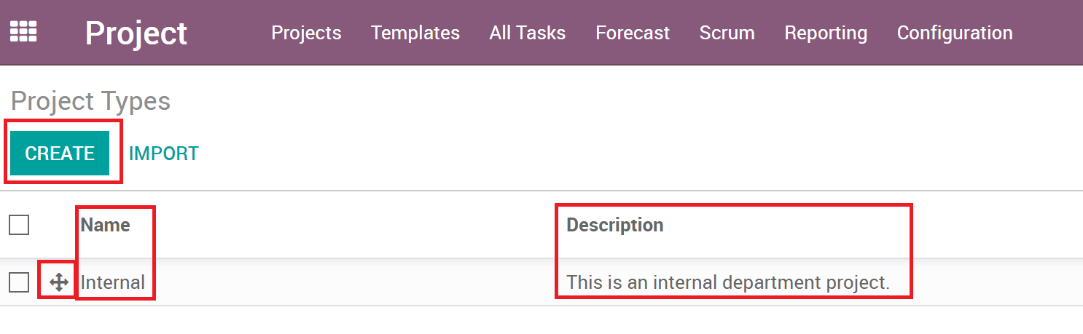 Project Projects Templates All Tasks Forecast Scrum Reporting Configuration
Project Types
CREATE IMPORT
Name Description
Internal This is an internal department project.